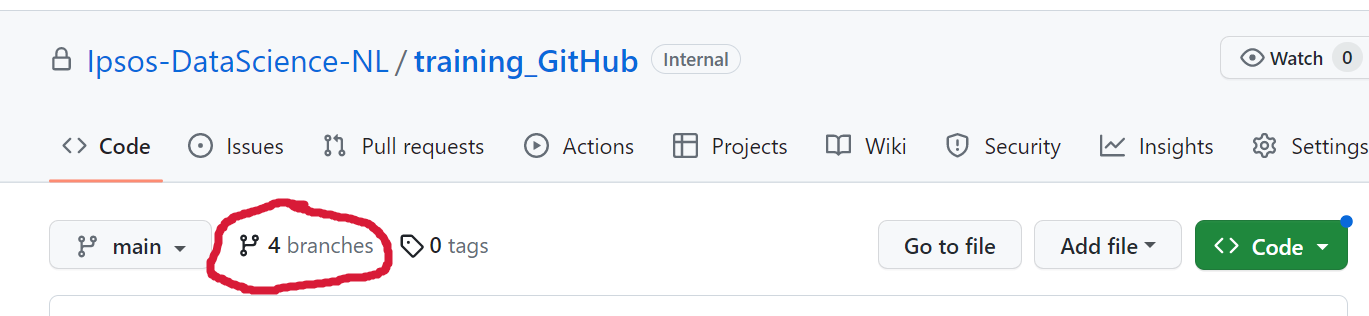 Ipsos-DataScience-NL / training_GitHub Internal Watch 0
Code Issues Pull requests Actions Projects Wiki Security Insights Settings
main 4 branches 0 tags Go to file Add file Code